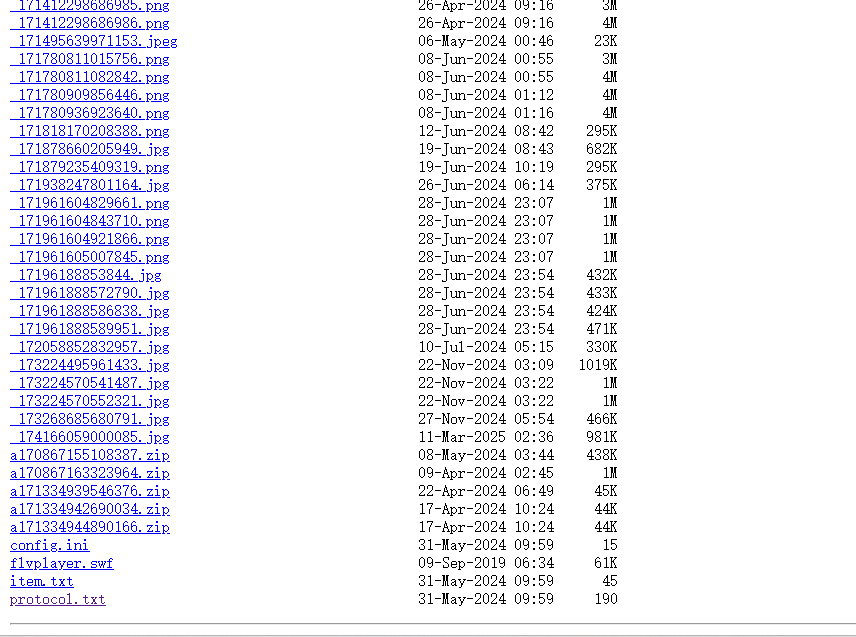 _171412298686985.png 26-Apr-2024 09:16 3M
_171412298686986.png 26-Apr-2024 09:16 4M
_171495639971153.jpeg 06-May-2024 00:46 23K
_171780811015756.png 08-Jun-2024 00:55 3M
_171780811082842.png 08-Jun-2024 00:55 4M
_171780909856446.png 08-Jun-2024 01:12 4M
_171780936923640.png 08-Jun-2024 01:16 4M
_171818170208388.png 12-Jun-2024 08:42 295K
_171878660205949.jpg 19-Jun-2024 08:43 682K
_171879235409319.png 19-Jun-2024 10:19 295K
_171938247801164.jpg 26-Jun-2024 06:14 375K
_171961604829661.png 28-Jun-2024 23:07 1M
_171961604843710.png 28-Jun-2024 23:07 1M
_171961604921866.png 28-Jun-2024 23:07 1M
_171961605007845.png 28-Jun-2024 23:07 1M
_17196188853844.jpg 28-Jun-2024 23:54 432K
_171961888572790.jpg 28-Jun-2024 23:54 433K
_171961888586838.jpg 28-Jun-2024 23:54 424K
_171961888589951.jpg 28-Jun-2024 23:54 471K
_172058852832957.jpg 10-Jul-2024 05:15 330K
_173224495961433.jpg 22-Nov-2024 03:09 1019K
_173224570541487.jpg 22-Nov-2024 03:22 1M
_173224570552321.jpg 22-Nov-2024 03:22 1M
_173268685680791.jpg 27-Nov-2024 05:54 466K
_174166059000085.jpg 11-Mar-2025 02:36 981K
a170867155108387.zip 08-May-2024 03:44 438K
a170867163323964.zip 09-Apr-2024 02:45 1M
a171334939546376.zip 22-Apr-2024 06:49 45K
a171334942690034.zip 17-Apr-2024 10:24 44K
a171334944890166.zip 17-Apr-2024 10:24 44K
config.ini 31-May-2024 09:59 15
flvplayer.swf 09-Sep-2019 06:34 61K
item.txt 31-May-2024 09:59 45
protocol.txt 31-May-2024 09:59 190